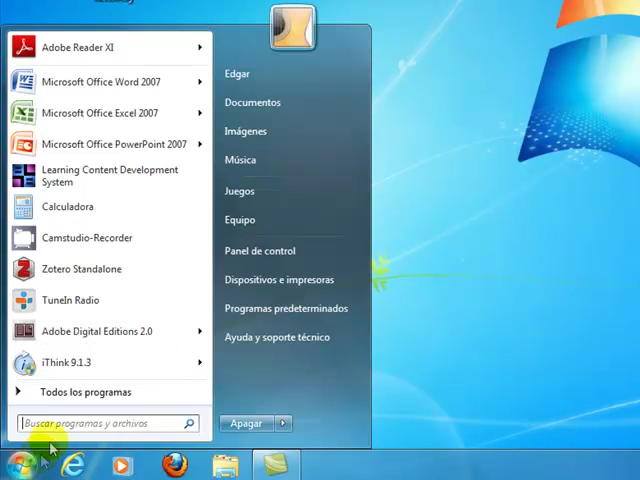 Adobe Reader XI
Microsoft Office Word 2007
Microsoft Office Excel 2007
Microsoft Office PowerPoint 2007
Learning Content Development
System
Calculadora
Camstudio-Recorder
Zotero Standalone
TuneIn Radio
Adobe Digital Editions 2.0
iThink 9.1.3
Todos los programas
Buscar programas y archivos
Edgar
Documentos
Imágenes
Música
Juegos
Equipo
Panel de control
Dispositivos e impresoras
Programas predeterminados
Ayuda y soporte técnico
Apagar